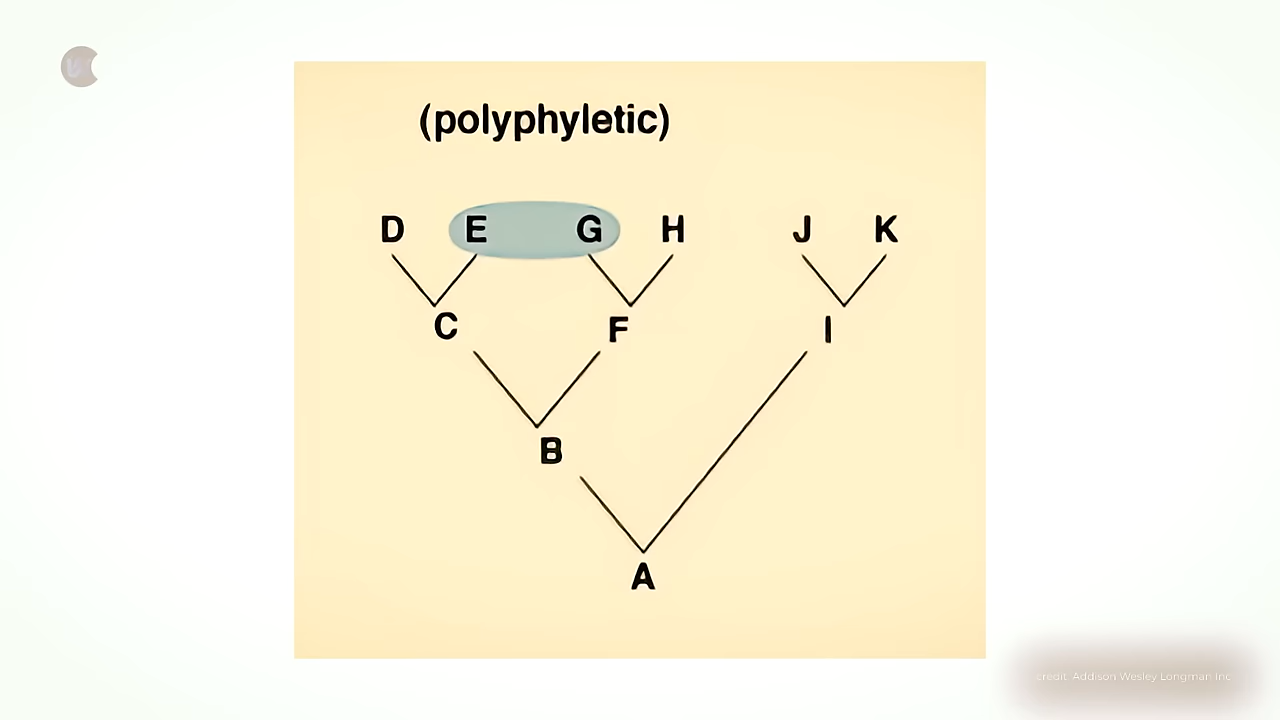 (polyphyletic)
D E G H J K
C F I
B
A
credit: Addison Wesley Longman Inc